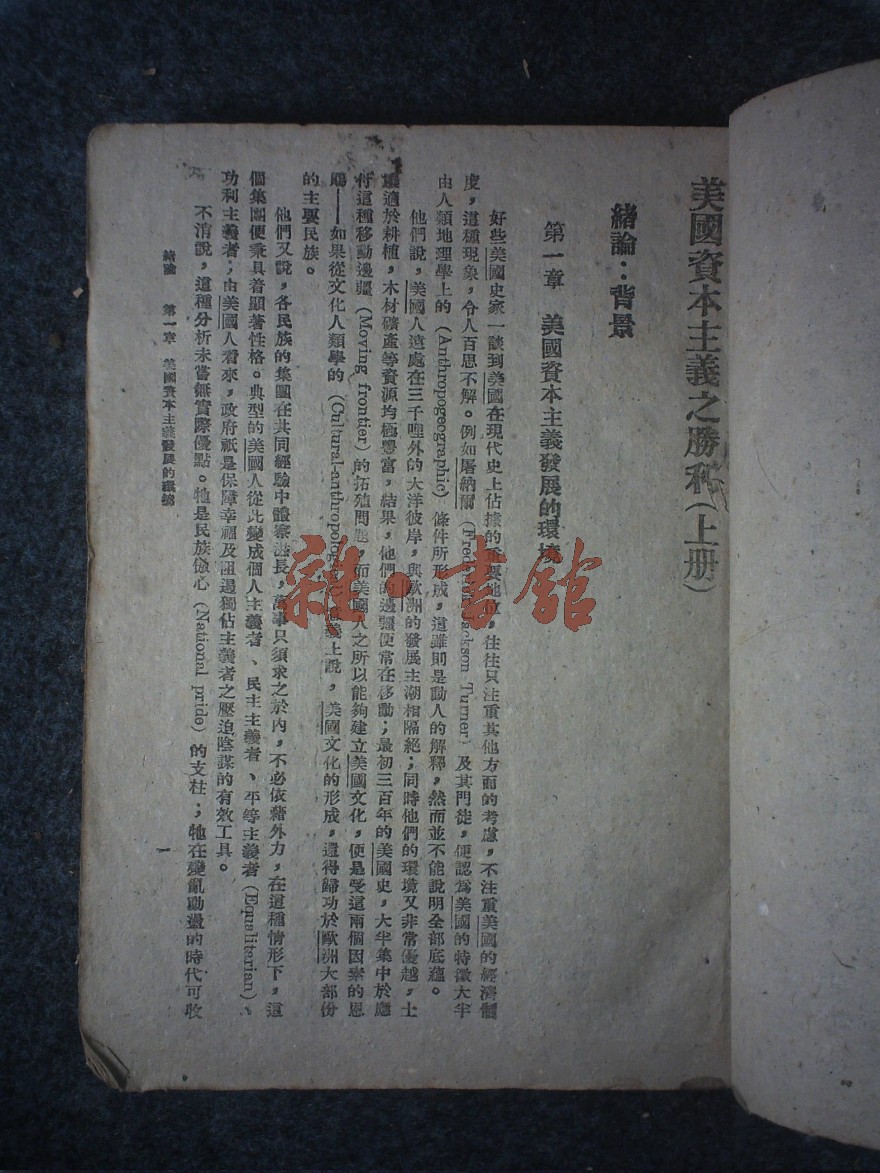 美國資本主義之勝利(上册)
緒論:背景
第一章 美國資本主義發展的環境
好些美國史家一談到美國在現代史上佔據的重要地位,往往只注重其他方面的考慮,不注重美國的經濟制
度,這種現象,令人百思不解。例如屠納爾(Frederick Jackson Turner)及其門徒,便認爲美國的特徵大半
由人類地理學上的(Anthropogeographic)條件所形成,這雖則是動人的解釋,然而並不能說明全部底蘊。
他們說,美國人遠處在三千哩外的大洋彼岸,與歐洲的發展主潮相隔絕;同時他們的環境又非常優越,土
壤適於耕植,木材礦產等資源均極豐富,結果,他們的邊疆便常在移動;最初三百年的美國史,大半集中於應
付這種移動邊疆(Moving frontier)的拓殖問題,而美國人之所以能夠建立美國文化,便是受這兩個因素的恩
賜——如果從文化人類學的(Cultural-anthropological)意義上說,美國文化的形成,還得歸功於歐洲大部份
的主要民族。
他們又說,各民族的集團在共同經驗中體察滋長,萬事只須求之於內,不必依藉外力,在這種情形下,這
個集團便秉具着顯著性格。典型的美國人從此變成個人主義者、民主主義者、平等主義者(Equalitarian)、
功利主義者;由美國人看來,政府祇是保障幸福及阻遏獨佔主義者之壓迫陰謀的有效工具。
不消說,這種分析未嘗無實際優點。牠是民族傲心(National pride)的支柱;牠在變亂動盪的時代可收
緒論 第一章 美國資本主義發展的環境
一
雜·書館